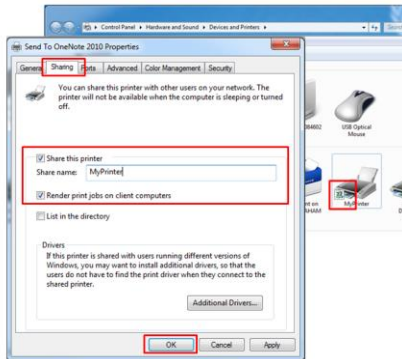 Control Panel ▸ Hardware and Sound ▸ Devices and Printers ▸
Send To OneNote 2010 Properties
General Sharing Ports Advanced Color Management Security
You can share this printer with other users on your network. The
printer will not be available when the computer is sleeping or turned
off.
Share this printer
Share name: MyPrinter
Render print jobs on client computers
List in the directory
Drivers
If this printer is shared with users running different versions of
Windows, you may want to install additional drivers, so that the
users do not have to find the print driver when they connect to the
shared printer.
Additional Drivers...
OK Cancel Apply
USB Optical
Mouse
MyPrinter